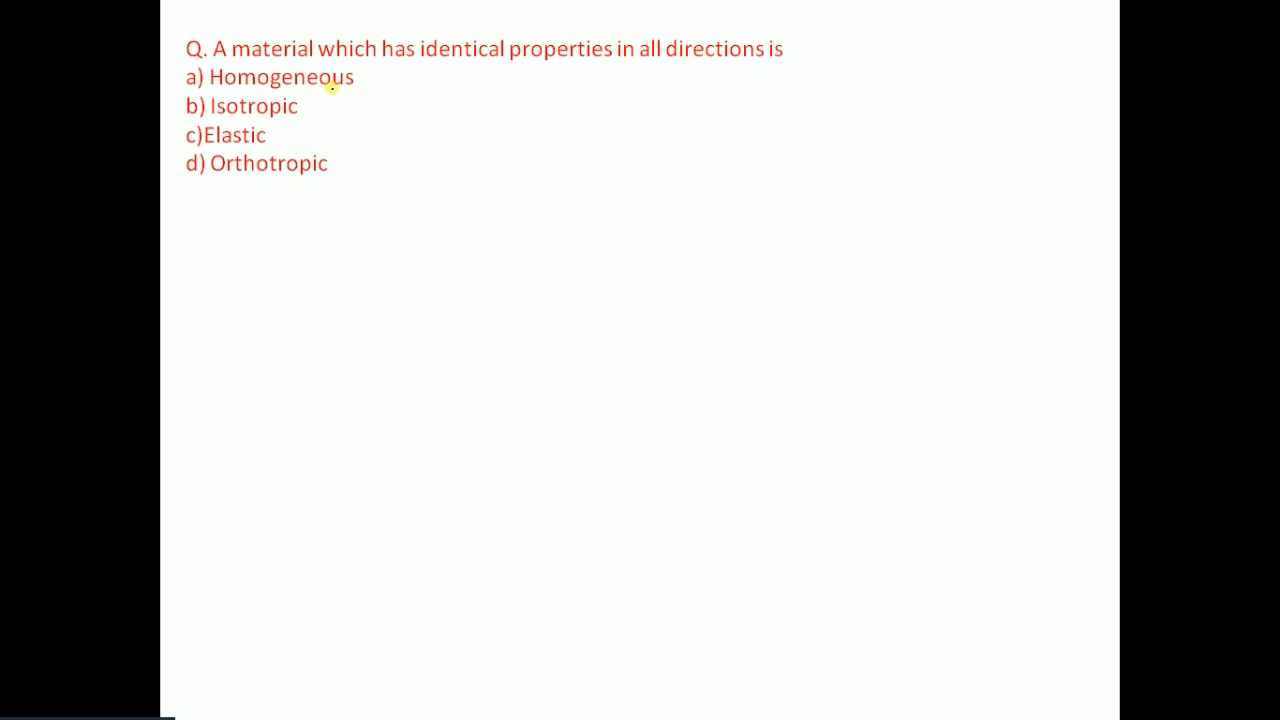 Q. A material which has identical properties in all directions is
a) Homogeneous
b) Isotropic
c)Elastic
d) Orthotropic